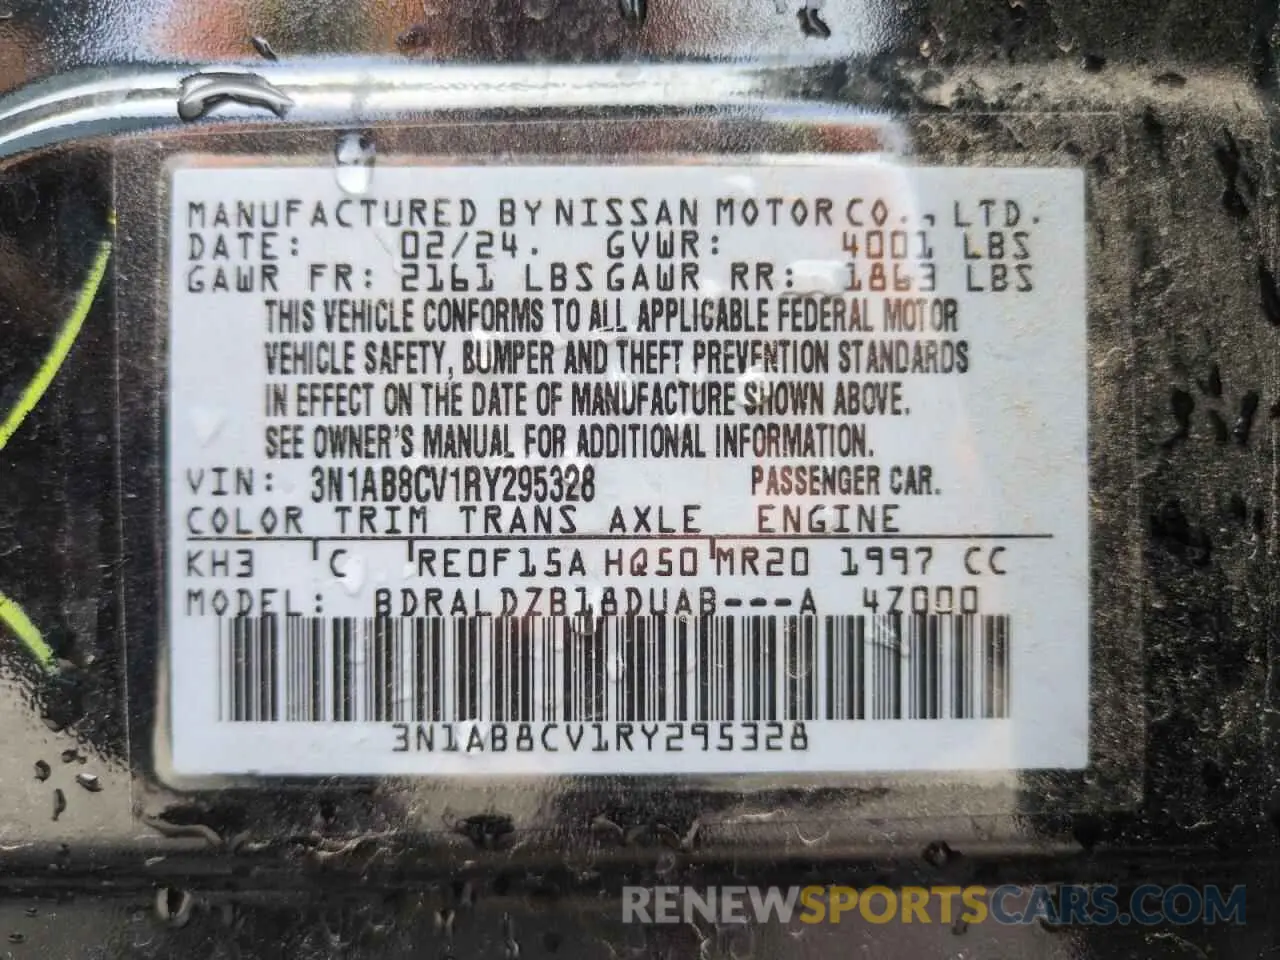 MANUFACTURED BY NISSAN MOTOR CO., LTD.
DATE: 02/24. GVWR: 4001 LBS
GAWR FR: 2161 LBS GAWR RR: 1863 LBS
THIS VEHICLE CONFORMS TO ALL APPLICABLE FEDERAL MOTOR
VEHICLE SAFETY, BUMPER AND THEFT PREVENTION STANDARDS
IN EFFECT ON THE DATE OF MANUFACTURE SHOWN ABOVE.
SEE OWNER'S MANUAL FOR ADDITIONAL INFORMATION.
VIN: 3N1AB8CV1RY295328 PASSENGER CAR.
COLOR TRIM TRANS AXLE ENGINE
KH3 C RE0F15A HQ50 MR20 1997 CC
MODEL: BDRALDZB18DUAB---A 4Z000
3N1AB8CV1RY295328
RENEWSPORTSCARS.COM